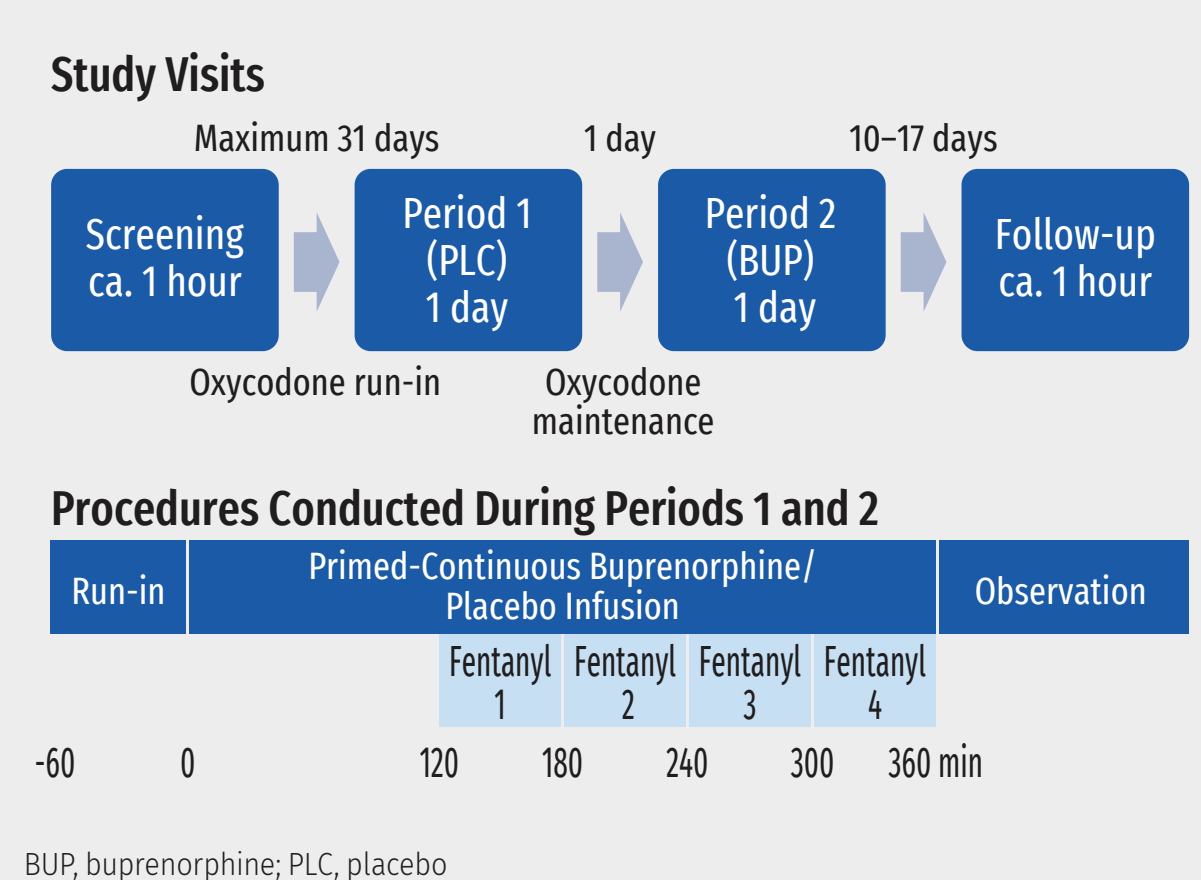 Study Visits
Maximum 31 days
1 day
10–17 days
Screening
ca. 1 hour
Period 1
(PLC)
1 day
Period 2
(BUP)
1 day
Follow-up
ca. 1 hour
Oxycodone run-in
Oxycodone
maintenance
Procedures Conducted During Periods 1 and 2
Run-in
Primed-Continuous Buprenorphine/
Placebo Infusion
Observation
Fentanyl
1
Fentanyl
2
Fentanyl
3
Fentanyl
4
-60
0
120
180
240
300
360 min
BUP, buprenorphine; PLC, placebo